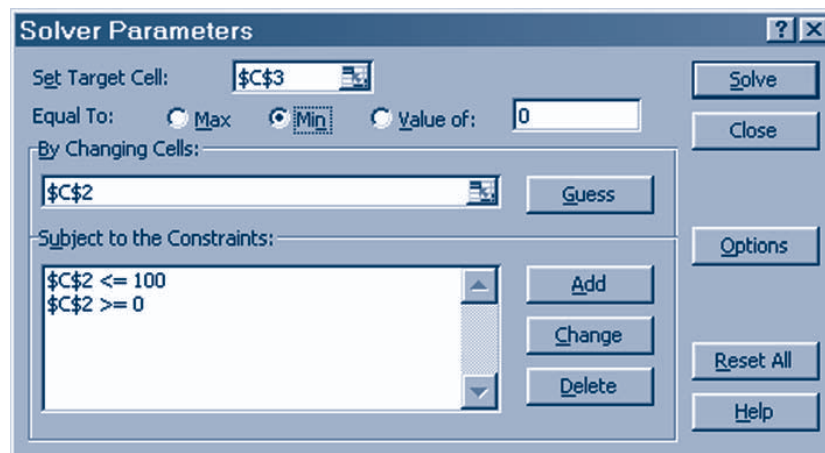 Solver Parameters
Set Target Cell: $C$3 Solve
Equal To: Max Min Value of: 0 Close
By Changing Cells:
$C$2 Guess
Subject to the Constraints: Options
$C$2 <= 100 Add
$C$2 >= 0
Change
Reset All
Delete
Help